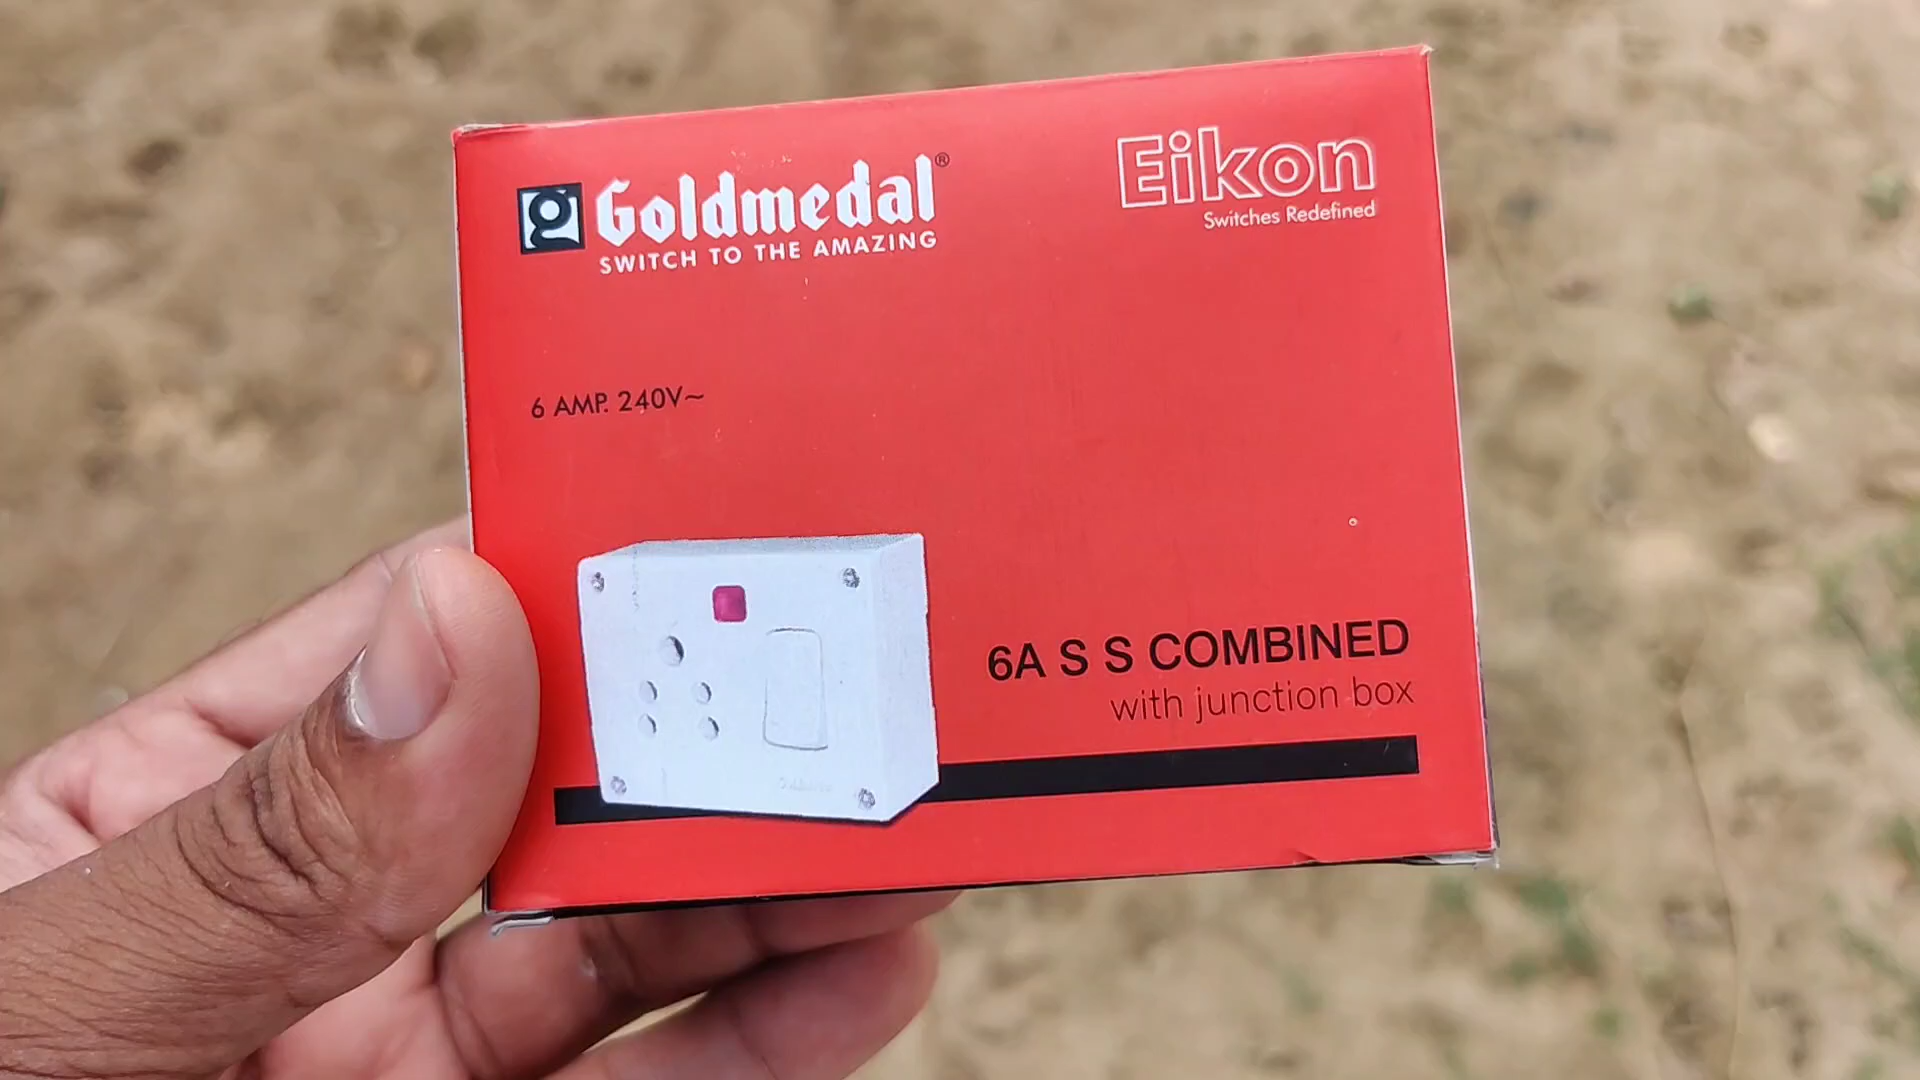 g Goldmedal®
SWITCH TO THE AMAZING
Eikon
Switches Redefined
6 AMP. 240V~
6A S S COMBINED
with junction box